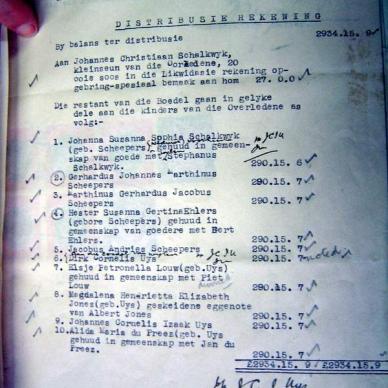 DISTRIBUSIE REKENING
By balans ter distribusie 2934.15. 9
Aan Johannes Christiaan Schalkwyk,
kleinseun van die Oorledene, 20
oois soos in die Likwidasie rekening op-
gebring-spesiaal bemaak aan hom 27. 0.0
Die restant van die Boedel gaan in gelyke
dele aan die kinders van die Overledene as
volg:-
1. Johanna Susanna Sophia Schalkwyk
(geb. Scheepers) gehuud in gemeen-
skap van goede met Stephanus
Schalkwyk. 290.15. 6
2. Gerhardus Johannes Marthinus
Scheepers 290.15. 7
3. Marthinus Gerhardus Jacobus
Scheepers 290.15. 7
4. Hester Susanna Gertina Ehlers
(gebore Scheepers) gehuud in
gemeenskap van goedere met Bert
Ehlers. 290.15. 7
5. Jacobus Andries Scheepers 290.15. 7
6. Dirk Cornelis Uys 290.15. 7 noted
7. Elsje Petronella Louw(geb.Uys)
gehuud in gemeenskap met Piet
Louw 290.15. 7
8. Magdalena Henrietta Elizabeth
Jones(geb.Uys) geskeidene eggenote
van Albert Jones 290.15. 7
9. Johannes Cornelis Izaak Uys 290.15. 7
10. Alida Maria du Preez(geb. Uys
gehuud in gemeenskap met Jan du
Preez. 290.15. 7
£2934.15. 9 / £2934.15. 9